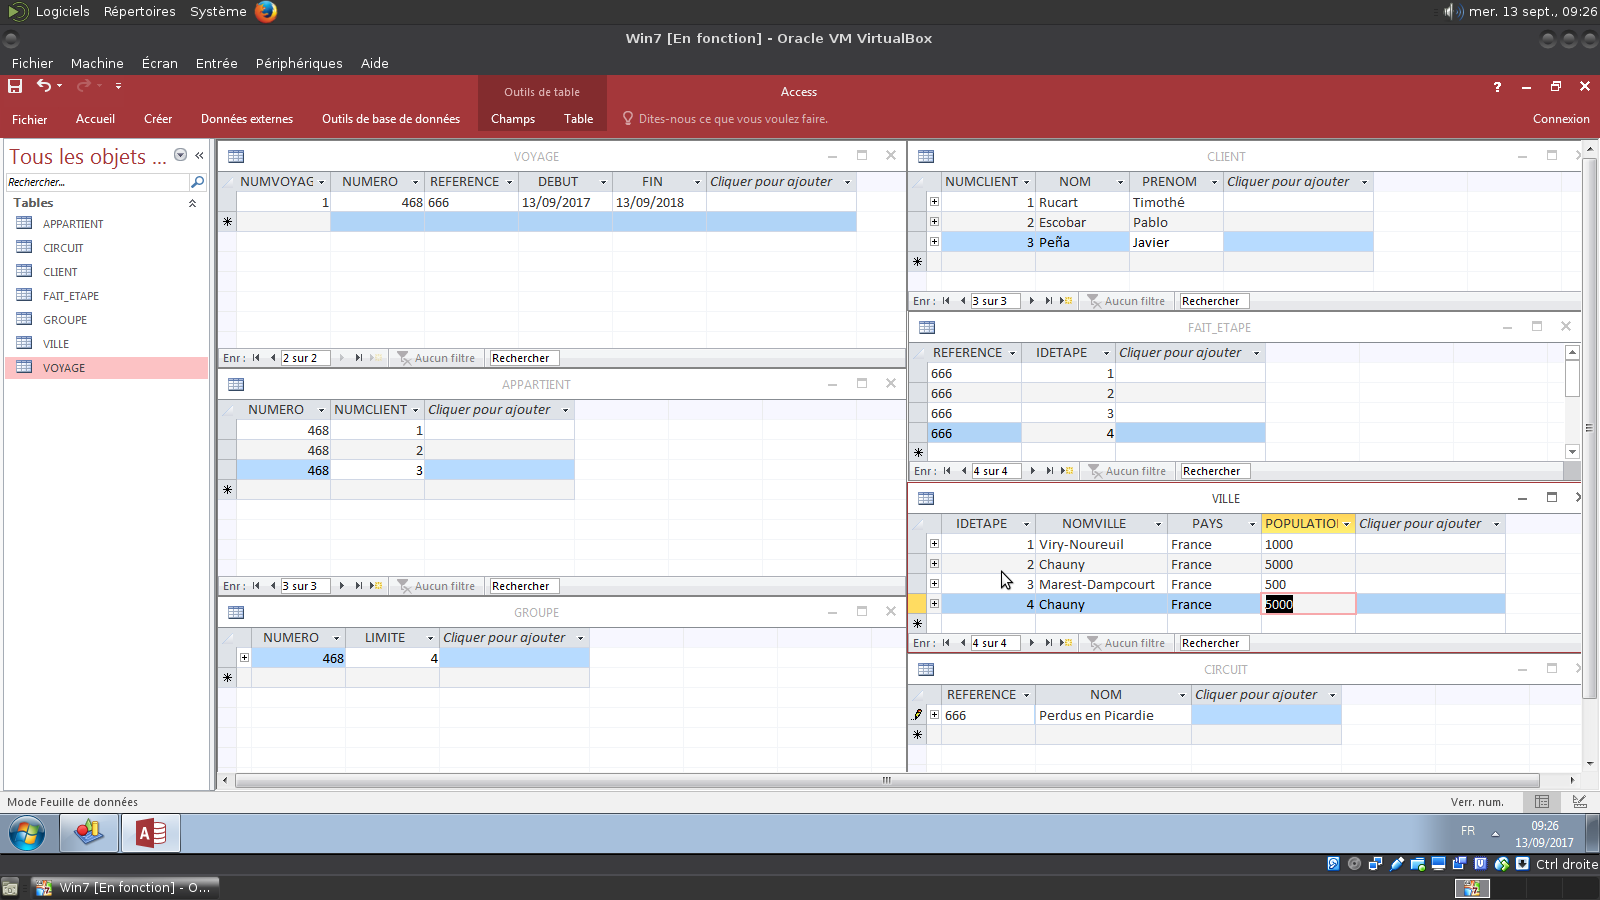 Logiciels Répertoires Système mer. 13 sept., 09:26
Win7 [En fonction] - Oracle VM VirtualBox
Fichier Machine Écran Entrée Périphériques Aide
Outils de table Access
Fichier Accueil Créer Données externes Outils de base de données Champs Table Dites-nous ce que vous voulez faire. Connexion
Tous les objets ...
Rechercher...
Tables
APPARTIENT
CIRCUIT
CLIENT
FAIT_ETAPE
GROUPE
VILLE
VOYAGE
VOYAGE
NUMVOYAG NUMERO REFERENCE DEBUT FIN Cliquer pour ajouter
1 468 666 13/09/2017 13/09/2018
Enr : 2 sur 2 Aucun filtre Rechercher
APPARTIENT
NUMERO NUMCLIENT Cliquer pour ajouter
468 1
468 2
468 3
Enr : 3 sur 3 Aucun filtre Rechercher
GROUPE
NUMERO LIMITE Cliquer pour ajouter
468 4
CLIENT
NUMCLIENT NOM PRENOM Cliquer pour ajouter
1 Rucart Timothé
2 Escobar Pablo
3 Peña Javier
Enr : 3 sur 3 Aucun filtre Rechercher
FAIT_ETAPE
REFERENCE IDETAPE Cliquer pour ajouter
666 1
666 2
666 3
666 4
Enr : 4 sur 4 Aucun filtre Rechercher
VILLE
IDETAPE NOMVILLE PAYS POPULATIO Cliquer pour ajouter
1 Viry-Noureuil France 1000
2 Chauny France 5000
3 Marest-Dampcourt France 500
4 Chauny France 5000
Enr : 4 sur 4 Aucun filtre Rechercher
CIRCUIT
REFERENCE NOM Cliquer pour ajouter
666 Perdus en Picardie
Mode Feuille de données Verr. num.
FR 09:26
13/09/2017
Ctrl droite
Win7 [En fonction] - O...